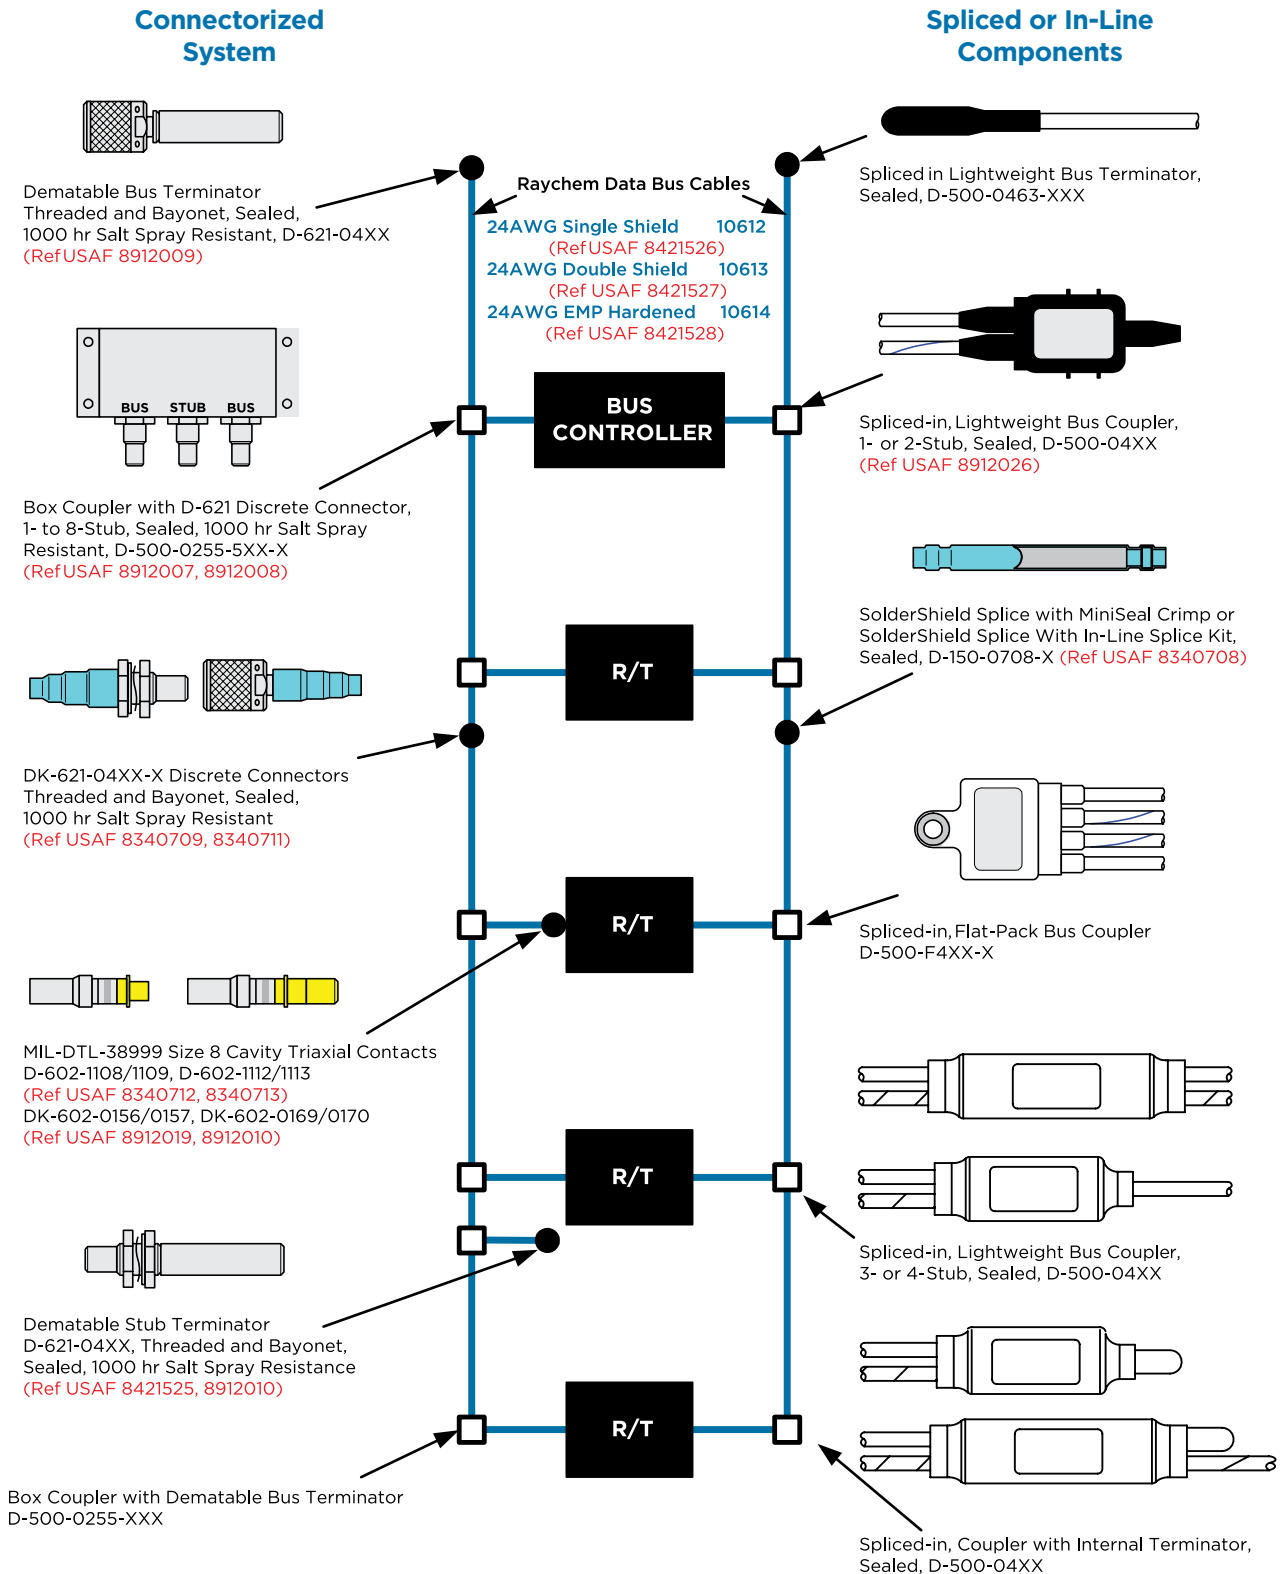 Connectorized
System
Dematable Bus Terminator
Threaded and Bayonet, Sealed,
1000 hr Salt Spray Resistant, D-621-04XX
(Ref USAF 8912009)
BUS STUB BUS
Box Coupler with D-621 Discrete Connector,
1- to 8-Stub, Sealed, 1000 hr Salt Spray
Resistant, D-500-0255-5XX-X
(Ref USAF 8912007, 8912008)
DK-621-04XX-X Discrete Connectors
Threaded and Bayonet, Sealed,
1000 hr Salt Spray Resistant
(Ref USAF 8340709, 8340711)
MIL-DTL-38999 Size 8 Cavity Triaxial Contacts
D-602-1108/1109, D-602-1112/1113
(Ref USAF 8340712, 8340713)
DK-602-0156/0157, DK-602-0169/0170
(Ref USAF 8912019, 8912010)
Dematable Stub Terminator
D-621-04XX, Threaded and Bayonet,
Sealed, 1000 hr Salt Spray Resistance
(Ref USAF 8421525, 8912010)
Box Coupler with Dematable Bus Terminator
D-500-0255-XXX
Raychem Data Bus Cables
24AWG Single Shield 10612
(Ref USAF 8421526)
24AWG Double Shield 10613
(Ref USAF 8421527)
24AWG EMP Hardened 10614
(Ref USAF 8421528)
BUS
CONTROLLER
R/T
R/T
R/T
R/T
Spliced or In-Line
Components
Spliced in Lightweight Bus Terminator,
Sealed, D-500-0463-XXX
Spliced-in, Lightweight Bus Coupler,
1- or 2-Stub, Sealed, D-500-04XX
(Ref USAF 8912026)
SolderShield Splice with MiniSeal Crimp or
SolderShield Splice With In-Line Splice Kit,
Sealed, D-150-0708-X (Ref USAF 8340708)
Spliced-in, Flat-Pack Bus Coupler
D-500-F4XX-X
Spliced-in, Lightweight Bus Coupler,
3- or 4-Stub, Sealed, D-500-04XX
Spliced-in, Coupler with Internal Terminator,
Sealed, D-500-04XX